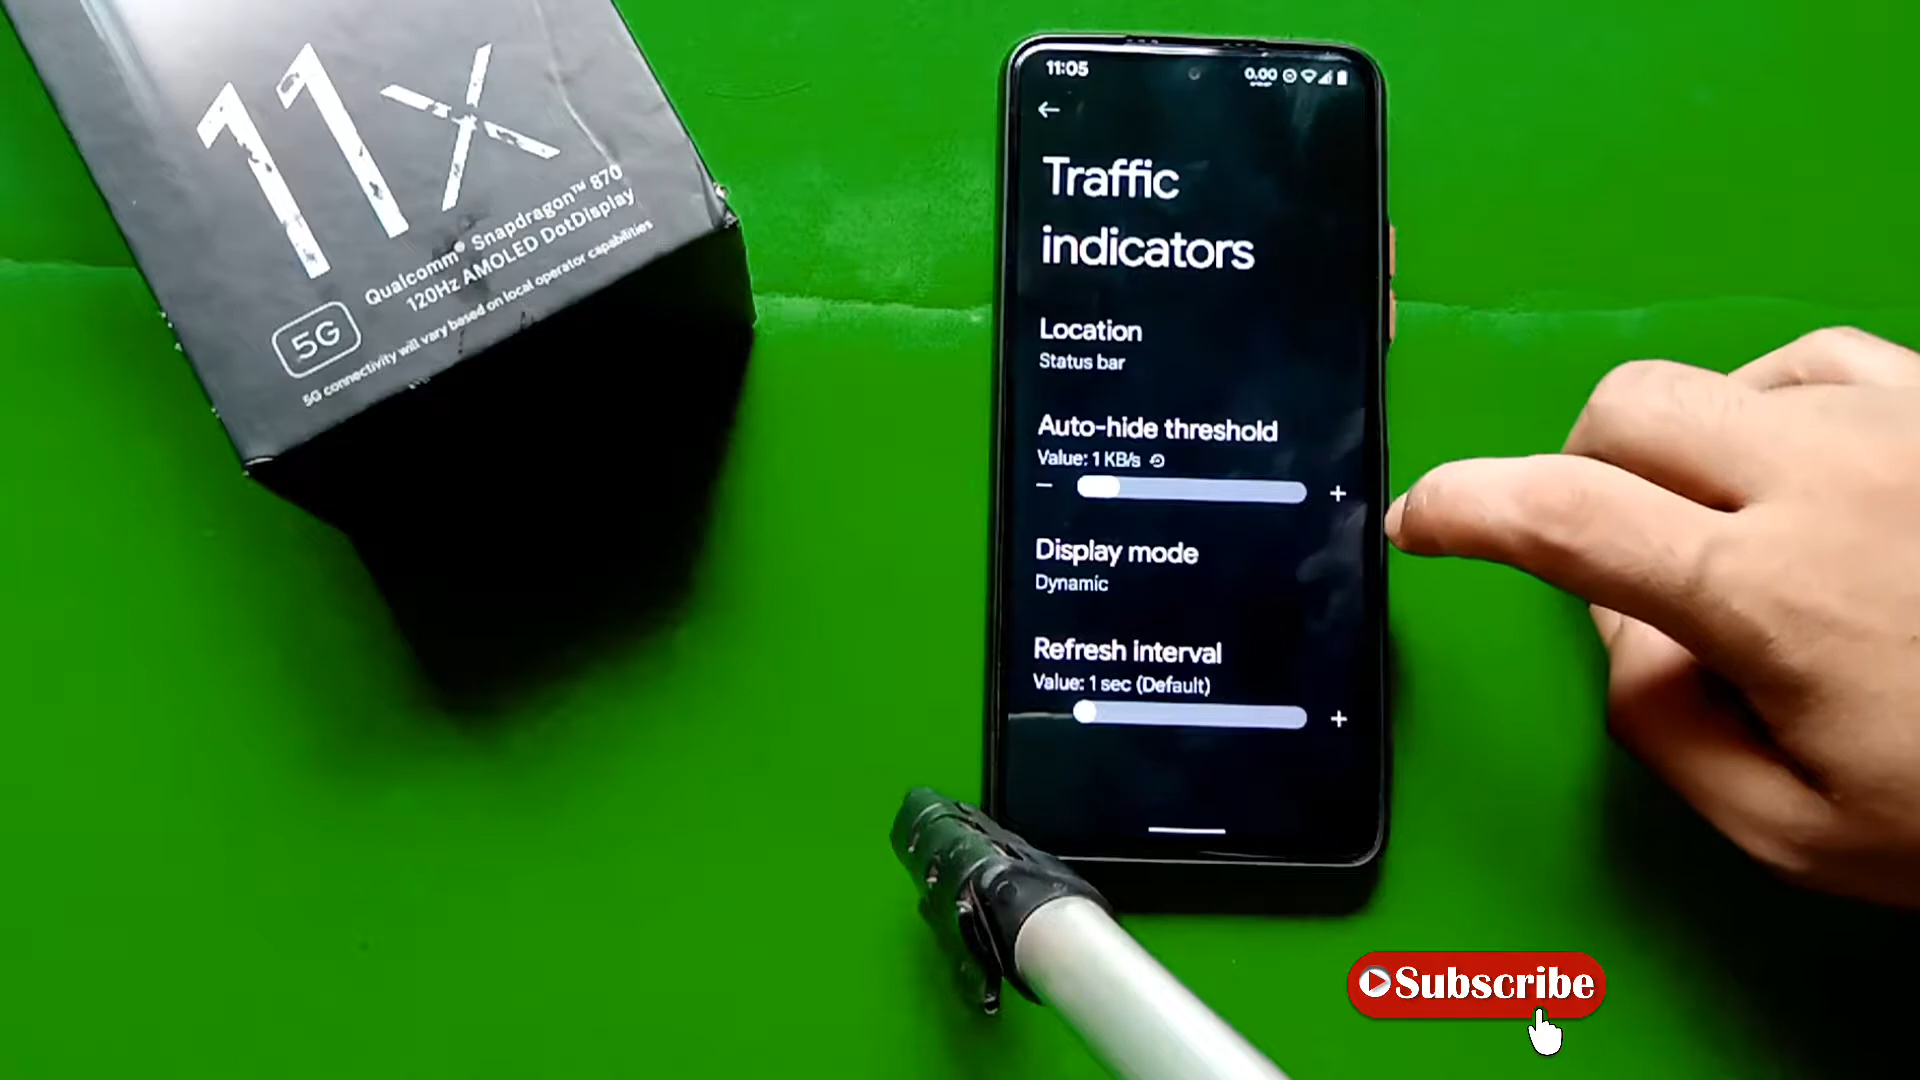 11X
Qualcomm® Snapdragon™ 870
120Hz AMOLED DotDisplay
5G
5G connectivity will vary based on local operator capabilities
11:05
0.00
Traffic
indicators
Location
Status bar
Auto-hide threshold
Value: 1 KB/s
− +
Display mode
Dynamic
Refresh interval
Value: 1 sec (Default)
+
Subscribe